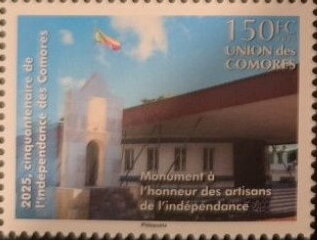 150FC
UNION des
COMORES
2025, cinquantenaire de
l'indépendance des Comores
Monument à
l'honneur des artisans
de l'indépendance